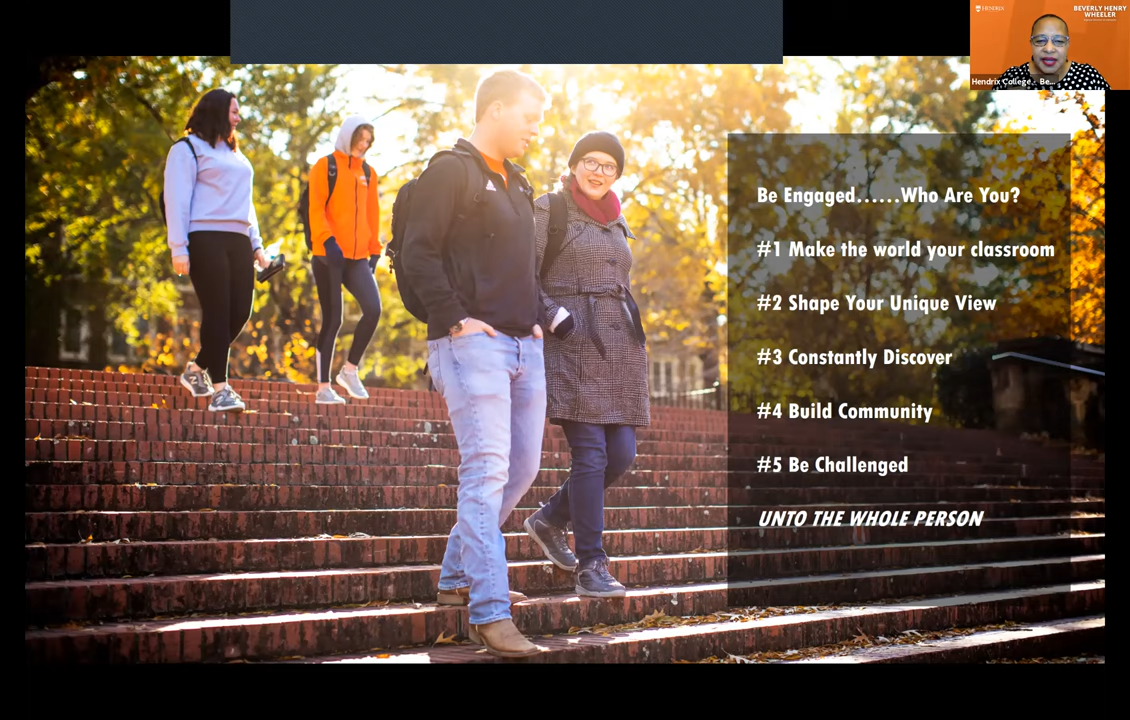 HENDRIX
BEVERLY HENRY
WHEELER
Hendrix College - Be...
Be Engaged......Who Are You?
#1 Make the world your classroom
#2 Shape Your Unique View
#3 Constantly Discover
#4 Build Community
#5 Be Challenged
UNTO THE WHOLE PERSON